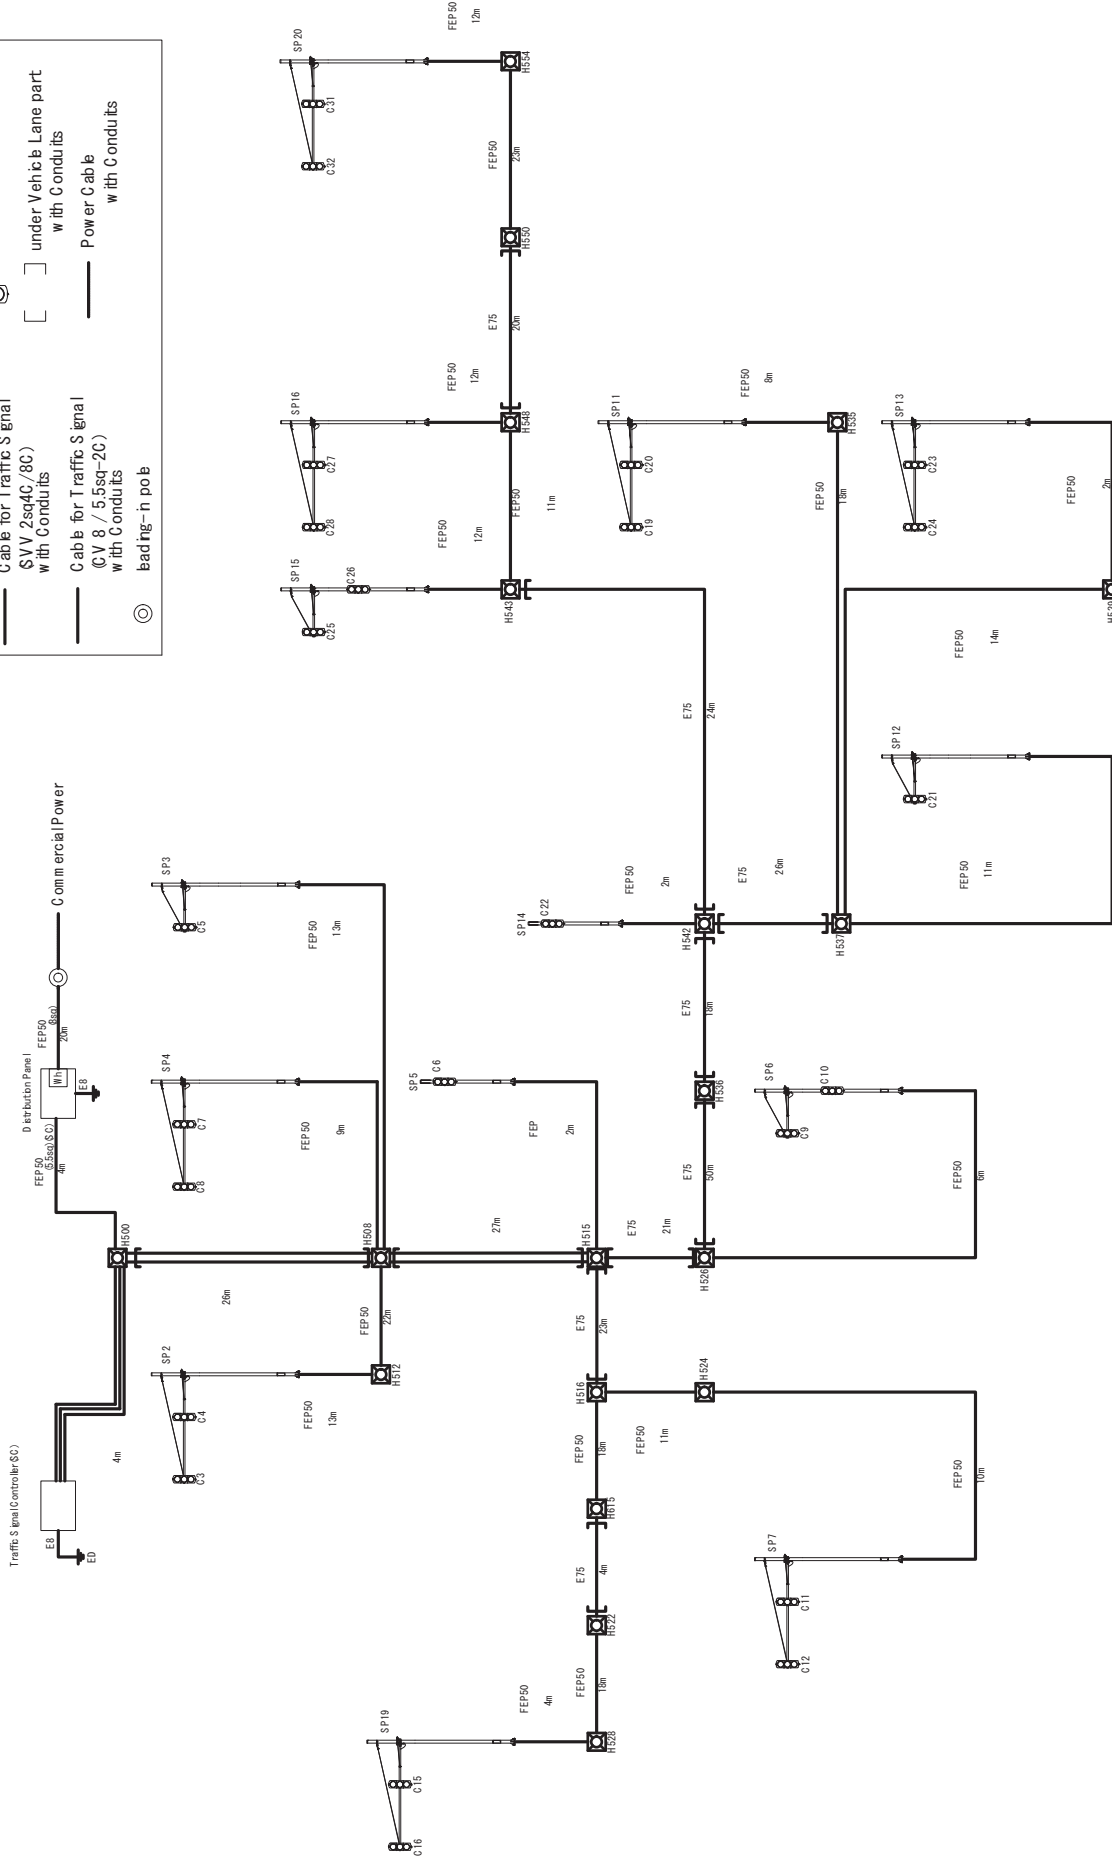 Cable for Traffic Signal
(SVV 2sq4C/8C)
with Conduits
Cable for Traffic Signal
(CV 8 / 5.5sq-2C)
with Conduits
leading-in pole
under Vehicle Lane part
with Conduits
Power Cable
with Conduits
Traffic Signal Controller(SC)
E8
ED
4m
H500
FEP50
(5.5sq)(SC)
4m
Distribution Panel
Wh
E8
FEP50
(8sq)
20m
Commercial Power
SP2
C3
C4
FEP50
13m
H512
FEP50
22m
26m
H508
SP4
C8
C7
FEP50
9m
SP3
C5
FEP50
13m
SP5
C6
FEP
2m
27m
H515
SP19
C16
C15
FEP50
4m
H528
FEP50
18m
H522
E75
4m
H615
FEP50
18m
H516
E75
23m
FEP50
11m
H524
E75
21m
H526
SP7
C12
C11
FEP50
10m
SP6
C9
C10
FEP50
6m
E75
50m
H536
E75
18m
H542
SP14
C22
FEP50
2m
E75
24m
E75
26m
H537
SP15
C25
C26
FEP50
12m
H543
FEP50
11m
SP16
C28
C27
FEP50
12m
H548
E75
20m
H550
FEP50
23m
H554
SP20
C32
C31
FEP50
12m
SP11
C19
C20
FEP50
8m
H535
FEP50
18m
SP12
C21
FEP50
11m
FEP50
14m
H539
SP13
C24
C23
FEP50
2m